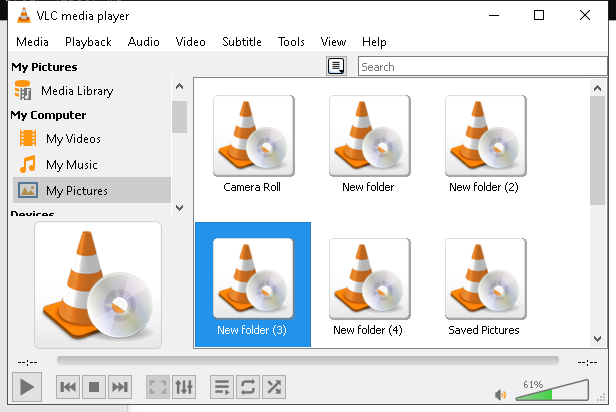 VLC media player
Media Playback Audio Video Subtitle Tools View Help
My Pictures
Search
Media Library
My Computer
My Videos
My Music
My Pictures
Devices
Camera Roll New folder New folder (2)
New folder (3) New folder (4) Saved Pictures
--:-- --:--
61%